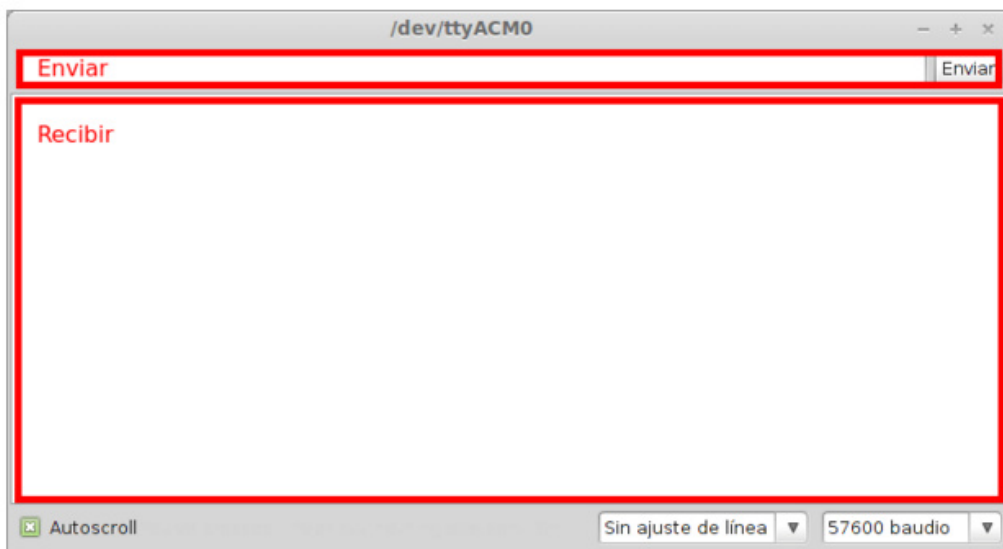 /dev/ttyACM0
Enviar Enviar
Recibir
Autoscroll Sin ajuste de línea 57600 baudio